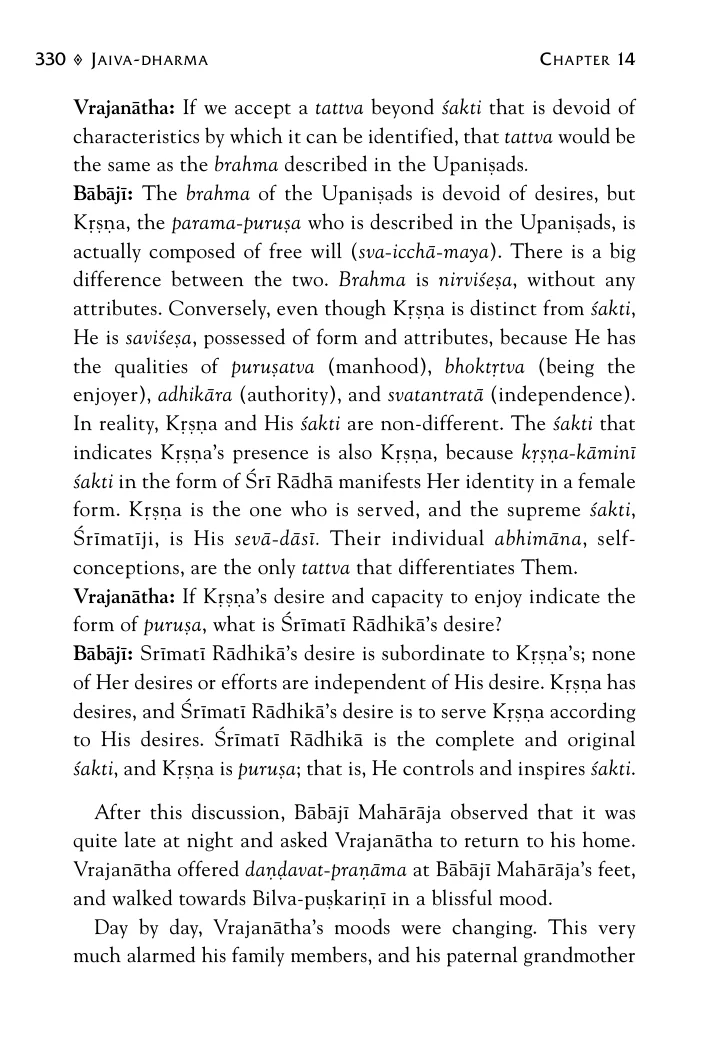 330 ◊ Jaiva-dharma Chapter 14
Vrajanātha: If we accept a tattva beyond śakti that is devoid of
characteristics by which it can be identified, that tattva would be
the same as the brahma described in the Upaniṣads.
Bābājī: The brahma of the Upaniṣads is devoid of desires, but
Kṛṣṇa, the parama-puruṣa who is described in the Upaniṣads, is
actually composed of free will (sva-icchā-maya). There is a big
difference between the two. Brahma is nirviśeṣa, without any
attributes. Conversely, even though Kṛṣṇa is distinct from śakti,
He is saviśeṣa, possessed of form and attributes, because He has
the qualities of puruṣatva (manhood), bhoktṛtva (being the
enjoyer), adhikāra (authority), and svatantratā (independence).
In reality, Kṛṣṇa and His śakti are non-different. The śakti that
indicates Kṛṣṇa’s presence is also Kṛṣṇa, because kṛṣṇa-kāminī
śakti in the form of Śrī Rādhā manifests Her identity in a female
form. Kṛṣṇa is the one who is served, and the supreme śakti,
Śrīmatīji, is His sevā-dāsī. Their individual abhimāna, self-
conceptions, are the only tattva that differentiates Them.
Vrajanātha: If Kṛṣṇa’s desire and capacity to enjoy indicate the
form of puruṣa, what is Śrīmatī Rādhikā’s desire?
Bābājī: Srīmatī Rādhikā’s desire is subordinate to Kṛṣṇa’s; none
of Her desires or efforts are independent of His desire. Kṛṣṇa has
desires, and Śrīmatī Rādhikā’s desire is to serve Kṛṣṇa according
to His desires. Śrīmatī Rādhikā is the complete and original
śakti, and Kṛṣṇa is puruṣa; that is, He controls and inspires śakti.
After this discussion, Bābājī Mahārāja observed that it was
quite late at night and asked Vrajanātha to return to his home.
Vrajanātha offered daṇḍavat-praṇāma at Bābājī Mahārāja’s feet,
and walked towards Bilva-puṣkariṇī in a blissful mood.
Day by day, Vrajanātha’s moods were changing. This very
much alarmed his family members, and his paternal grandmother